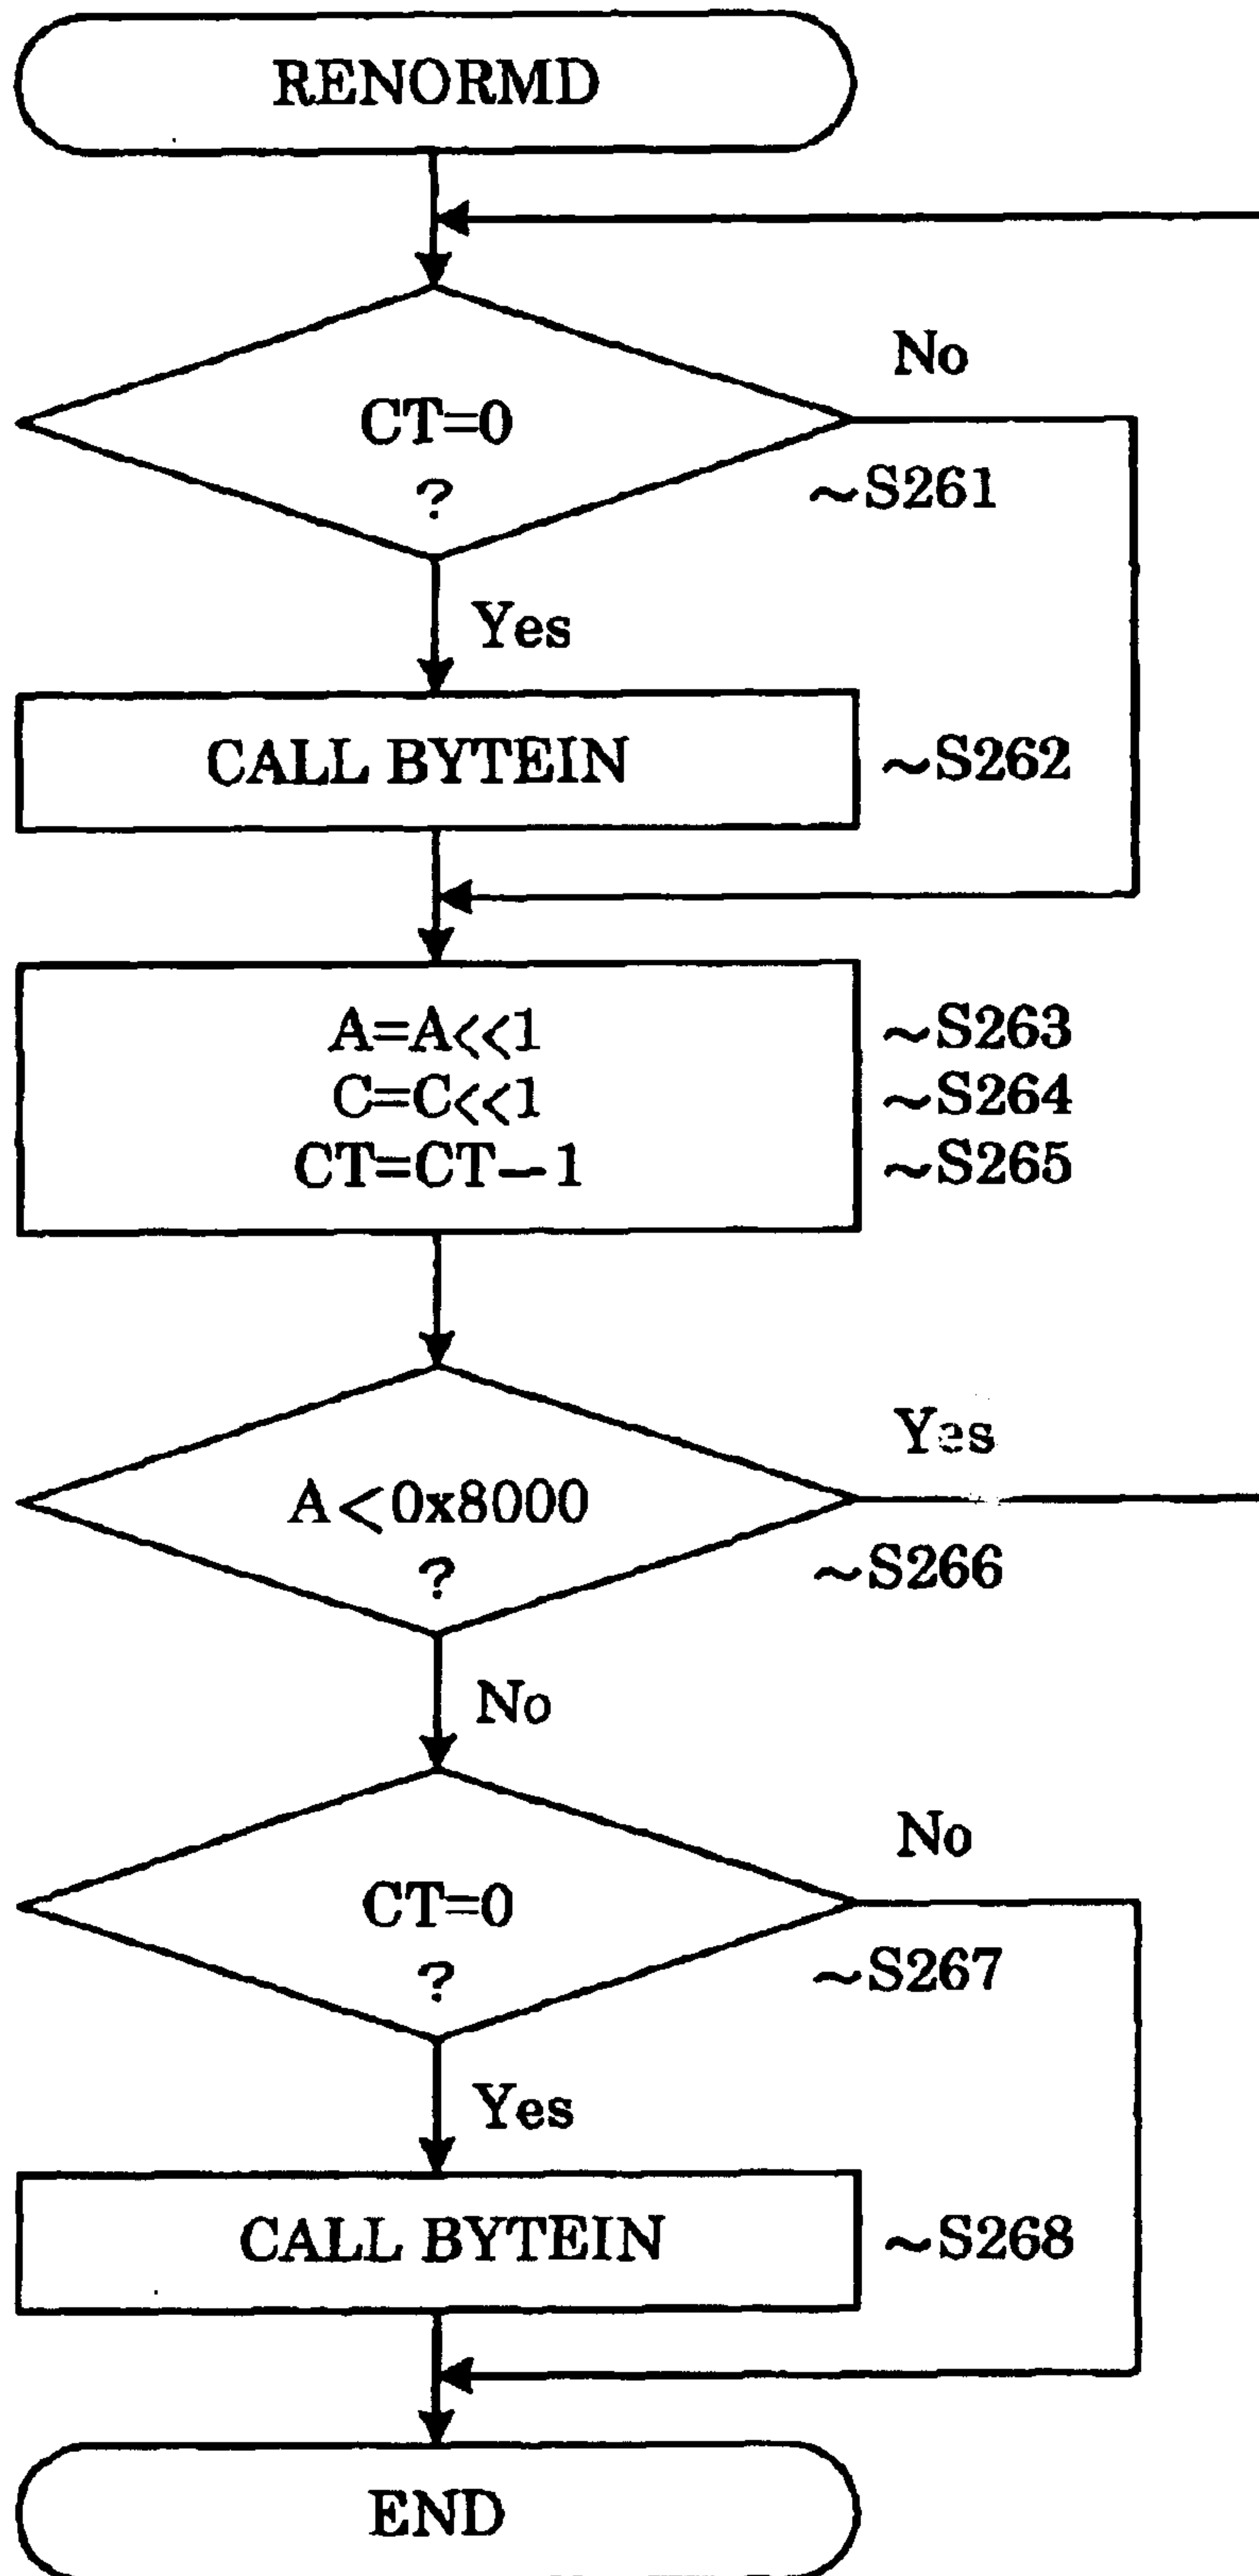 RENORMD
No
CT=0
?
~S261
Yes
CALL BYTEIN
~S262
A=A<<1
~S263
C=C<<1
~S264
CT=CT-1
~S265
Yes
A<0x8000
?
~S266
No
No
CT=0
?
~S267
Yes
CALL BYTEIN
~S268
END